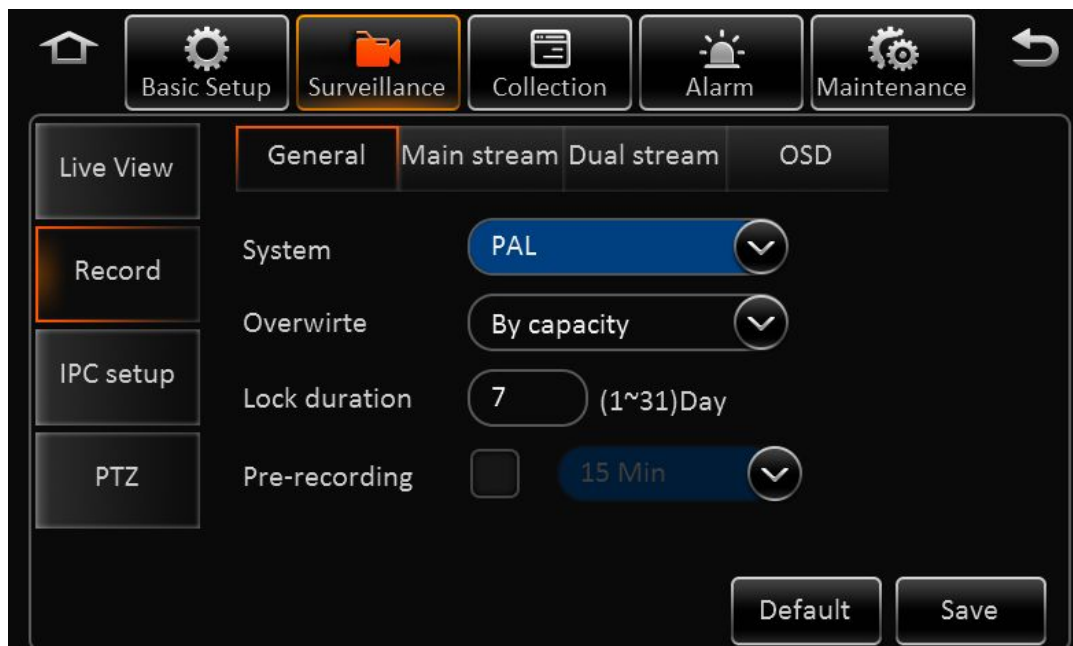 Basic Setup
Surveillance
Collection
Alarm
Maintenance
Live View
Record
IPC setup
PTZ
General
Main stream
Dual stream
OSD
System
PAL
Overwirte
By capacity
Lock duration
7
(1~31)Day
Pre-recording
15 Min
Default
Save